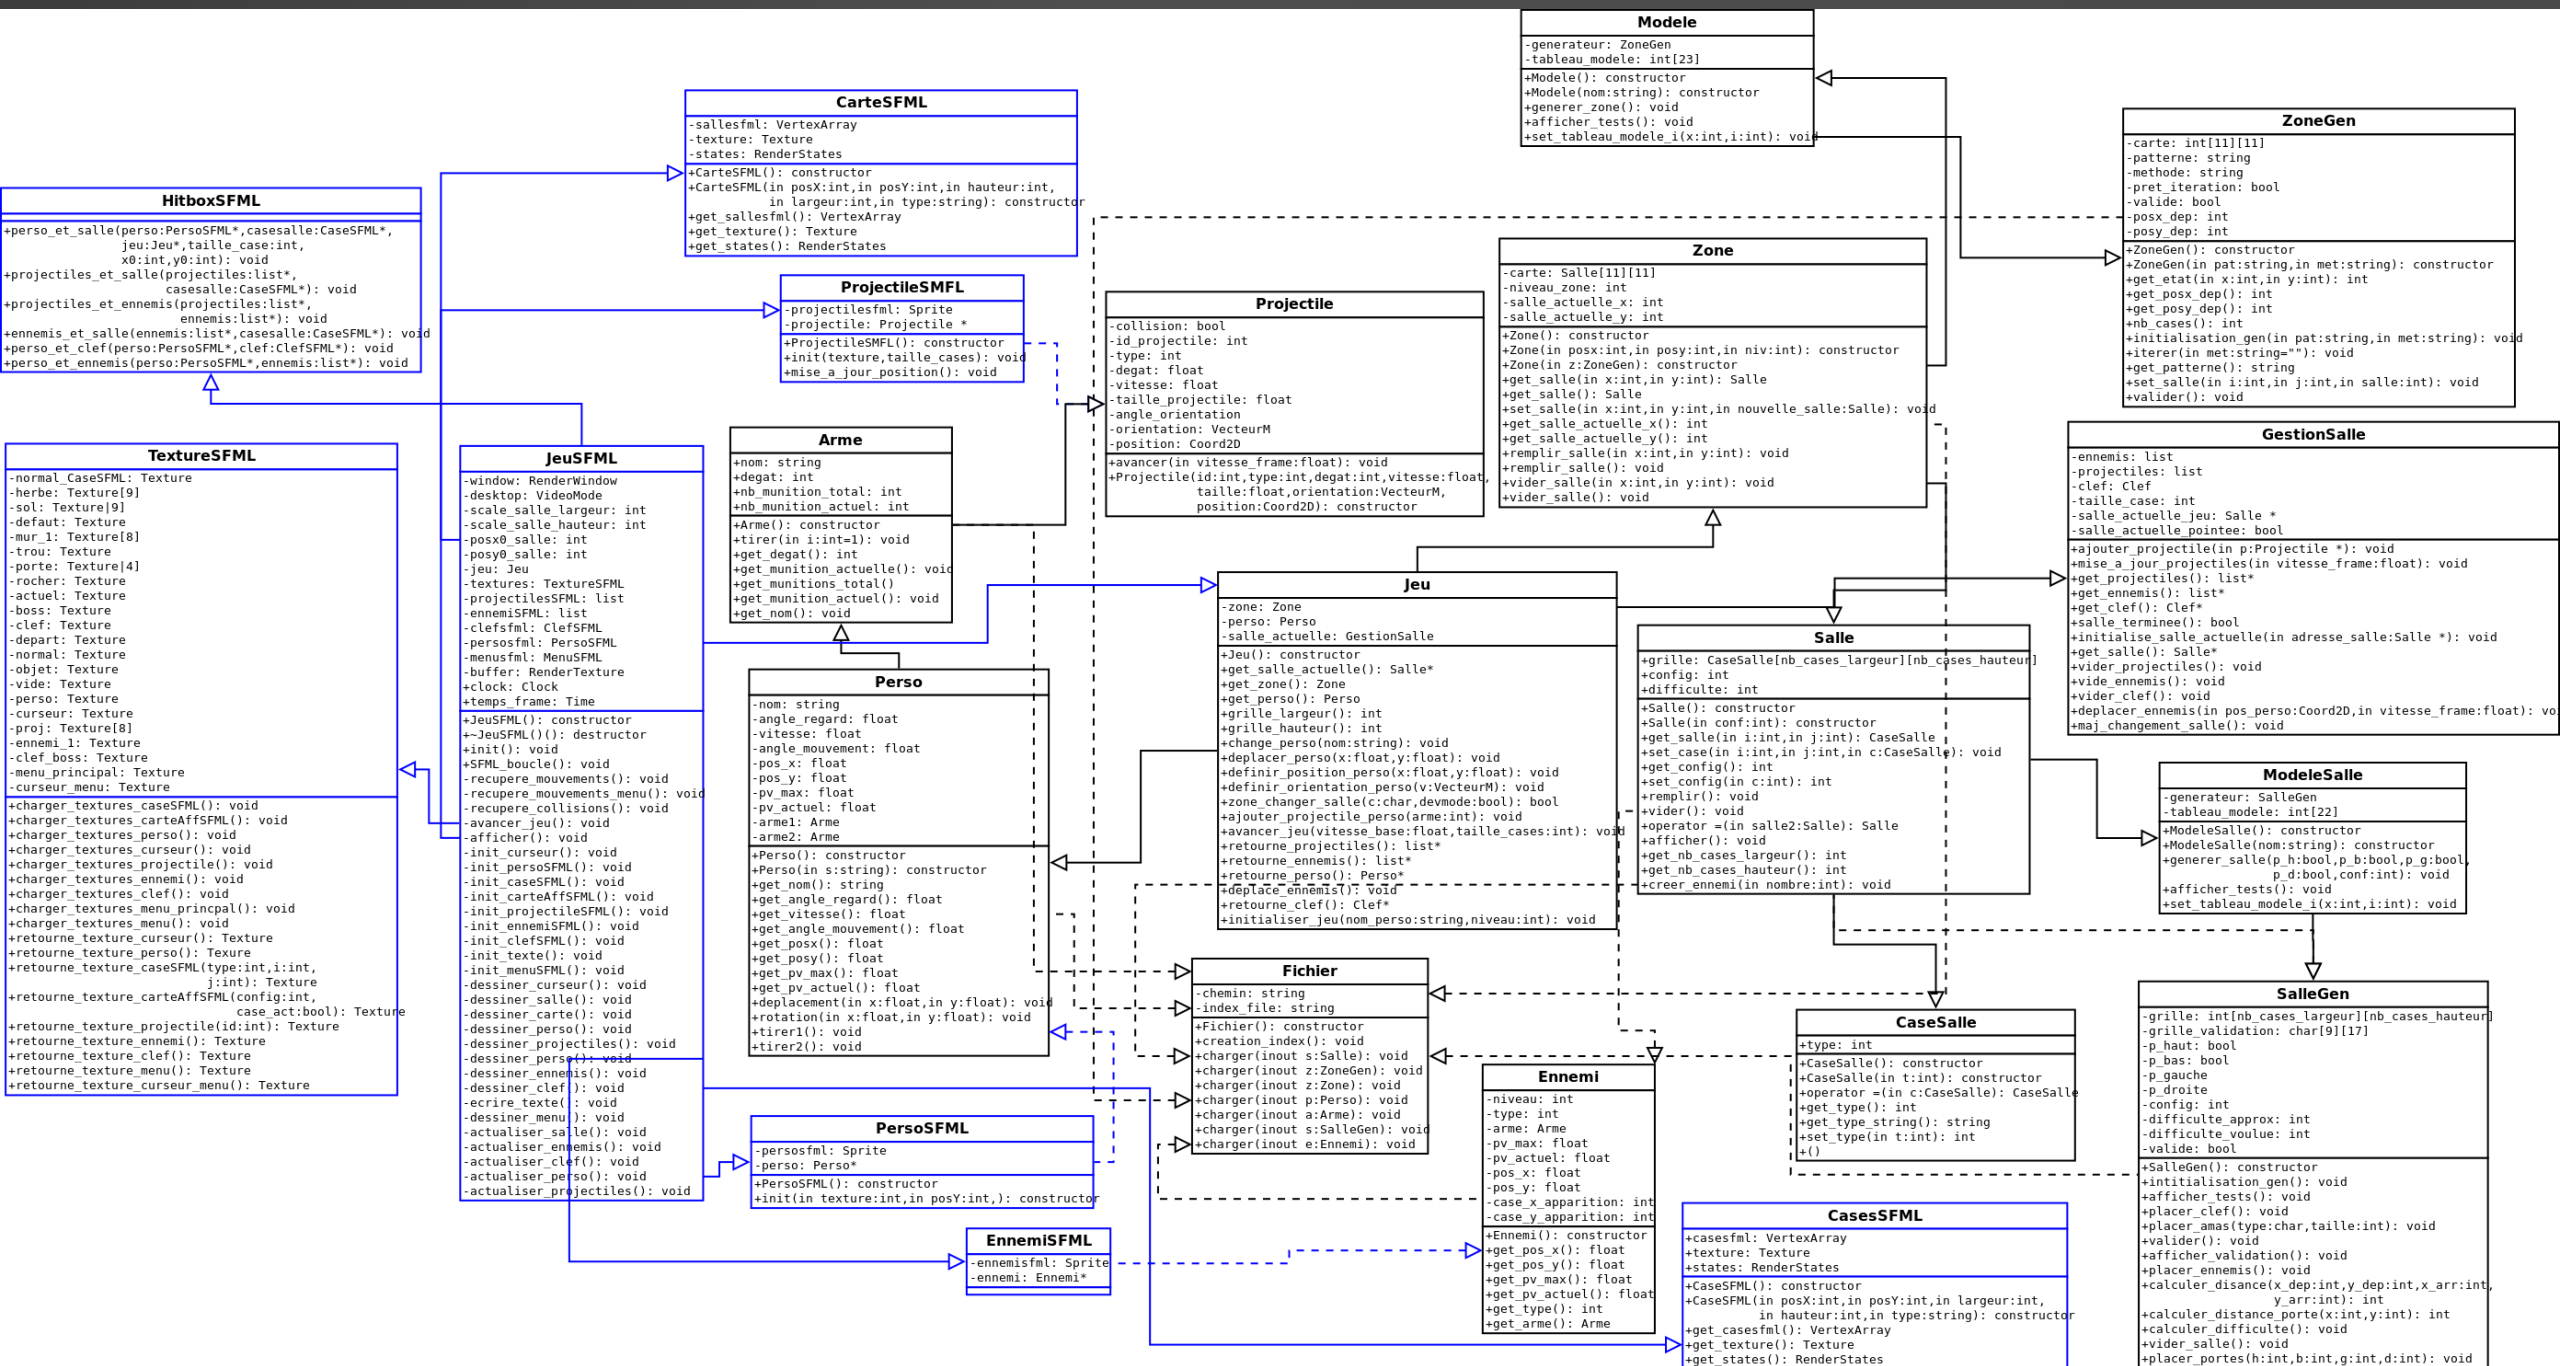 Modele
-generateur: ZoneGen
-tableau_modele: int[23]
+Modele(): constructor
+Modele(nom:string): constructor
+generer_zone(): void
+afficher_tests(): void
+set_tableau_modele_i(x:int,i:int): void
CarteSFML
-sallesfml: VertexArray
-texture: Texture
-states: RenderStates
+CarteSFML(): constructor
+CarteSFML(in posX:int,in posY:int,in hauteur:int,
in largeur:int,in type:string): constructor
+get_sallesfml(): VertexArray
+get_texture(): Texture
+get_states(): RenderStates
ZoneGen
-carte: int[11][11]
-patterne: string
-methode: string
-pret_iteration: bool
-valide: bool
-posx_dep: int
-posy_dep: int
+ZoneGen(): constructor
+ZoneGen(in pat:string,in met:string): constructor
+get_etat(in x:int,in y:int): int
+get_posx_dep(): int
+get_posy_dep(): int
+nb_cases(): int
+initialisation_gen(in pat:string,in met:string): void
+iterer(in met:string=""): void
+get_patterne(): string
+set_salle(in i:int,in j:int,in salle:int): void
+valider(): void
HitboxSFML
+perso_et_salle(perso:PersoSFML*,casesalle:CaseSFML*,
jeu:Jeu*,taille_case:int,
x0:int,y0:int): void
+projectiles_et_salle(projectiles:list*,
casesalle:CaseSFML*): void
+projectiles_et_ennemis(projectiles:list*,
ennemis:list*): void
+ennemis_et_salle(ennemis:list*,casesalle:CaseSFML*): void
+perso_et_clef(perso:PersoSFML*,clef:ClefSFML*): void
+perso_et_ennemis(perso:PersoSFML*,ennemis:list*): void
ProjectileSMFL
-projectilesfml: Sprite
-projectile: Projectile *
+ProjectileSMFL(): constructor
+init(texture,taille_cases): void
+mise_a_jour_position(): void
Projectile
-collision: bool
-id_projectile: int
-type: int
-degat: float
-vitesse: float
-taille_projectile: float
-angle_orientation
-orientation: VecteurM
-position: Coord2D
+avancer(in vitesse_frame:float): void
+Projectile(id:int,type:int,degat:int,vitesse:float,
taille:float,orientation:VecteurM,
position:Coord2D): constructor
Zone
-carte: Salle[11][11]
-niveau_zone: int
-salle_actuelle_x: int
-salle_actuelle_y: int
+Zone(): constructor
+Zone(in posx:int,in posy:int,in niv:int): constructor
+Zone(in z:ZoneGen): constructor
+get_salle(in x:int,in y:int): Salle
+get_salle(): Salle
+set_salle(in x:int,in y:int,in nouvelle_salle:Salle): void
+get_salle_actuelle_x(): int
+get_salle_actuelle_y(): int
+remplir_salle(in x:int,in y:int): void
+remplir_salle(): void
+vider_salle(in x:int,in y:int): void
+vider_salle(): void
GestionSalle
-ennemis: list
-projectiles: list
-clef: Clef
-taille_case: int
-salle_actuelle_jeu: Salle *
-salle_actuelle_pointee: bool
+ajouter_projectile(in p:Projectile *): void
+mise_a_jour_projectiles(in vitesse_frame:float): void
+get_projectiles(): list*
+get_ennemis(): list*
+get_clef(): Clef*
+salle_terminee(): bool
+initialise_salle_actuelle(in adresse_salle:Salle *): void
+get_salle(): Salle*
+vider_projectiles(): void
+vide_ennemis(): void
+vider_clef(): void
+deplacer_ennemis(in pos_perso:Coord2D,in vitesse_frame:float): vo
+maj_changement_salle(): void
TextureSFML
-normal_CaseSFML: Texture
-herbe: Texture[9]
-sol: Texture|9]
-defaut: Texture
-mur_1: Texture[8]
-trou: Texture
-porte: Texture|4]
-rocher: Texture
-actuel: Texture
-boss: Texture
-clef: Texture
-depart: Texture
-normal: Texture
-objet: Texture
-vide: Texture
-perso: Texture
-curseur: Texture
-proj: Texture[8]
-ennemi_1: Texture
-clef_boss: Texture
-menu_principal: Texture
-curseur_menu: Texture
+charger_textures_caseSFML(): void
+charger_textures_carteAffSFML(): void
+charger_textures_perso(): void
+charger_textures_curseur(): void
+charger_textures_projectile(): void
+charger_textures_ennemi(): void
+charger_textures_clef(): void
+charger_textures_menu_princpal(): void
+charger_textures_menu(): void
+retourne_texture_curseur(): Texture
+retourne_texture_perso(): Texure
+retourne_texture_caseSFML(type:int,i:int,
j:int): Texture
+retourne_texture_carteAffSFML(config:int,
case_act:bool): Texture
+retourne_texture_projectile(id:int): Texture
+retourne_texture_ennemi(): Texture
+retourne_texture_clef(): Texture
+retourne_texture_menu(): Texture
+retourne_texture_curseur_menu(): Texture
JeuSFML
-window: RenderWindow
-desktop: VideoMode
-scale_salle_largeur: int
-scale_salle_hauteur: int
-posx0_salle: int
-posy0_salle: int
-jeu: Jeu
-textures: TextureSFML
-projectilesSFML: list
-ennemiSFML: list
-clefsfml: ClefSFML
-persosfml: PersoSFML
-menusfml: MenuSFML
-buffer: RenderTexture
+clock: Clock
+temps_frame: Time
+JeuSFML(): constructor
+~JeuSFML()(): destructor
+init(): void
+SFML_boucle(): void
-recupere_mouvements(): void
-recupere_mouvements_menu(): void
-recupere_collisions(): void
-avancer_jeu(): void
-afficher(): void
-init_curseur(): void
-init_persoSFML(): void
-init_caseSFML(): void
-init_carteAffSFML(): void
-init_projectileSFML(): void
-init_ennemiSFML(): void
-init_clefSFML(): void
-init_texte(): void
-init_menuSFML(): void
-dessiner_curseur(): void
-dessiner_salle(): void
-dessiner_carte(): void
-dessiner_perso(): void
-dessiner_projectiles(): void
-dessiner_perso(): void
-dessiner_ennemis(): void
-dessiner_clef(): void
-ecrire_texte(): void
-dessiner_menu(): void
-actualiser_salle(): void
-actualiser_ennemis(): void
-actualiser_clef(): void
-actualiser_perso(): void
-actualiser_projectiles(): void
Arme
+nom: string
+degat: int
+nb_munition_total: int
+nb_munition_actuel: int
+Arme(): constructor
+tirer(in i:int=1): void
+get_degat(): int
+get_munition_actuelle(): void
+get_munitions_total()
+get_munition_actuel(): void
+get_nom(): void
Perso
-nom: string
-angle_regard: float
-vitesse: float
-angle_mouvement: float
-pos_x: float
-pos_y: float
-pv_max: float
-pv_actuel: float
-arme1: Arme
-arme2: Arme
+Perso(): constructor
+Perso(in s:string): constructor
+get_nom(): string
+get_angle_regard(): float
+get_vitesse(): float
+get_angle_mouvement(): float
+get_posx(): float
+get_posy(): float
+get_pv_max(): float
+get_pv_actuel(): float
+deplacement(in x:float,in y:float): void
+rotation(in x:float,in y:float): void
+tirer1(): void
+tirer2(): void
Jeu
-zone: Zone
-perso: Perso
-salle_actuelle: GestionSalle
+Jeu(): constructor
+get_salle_actuelle(): Salle*
+get_zone(): Zone
+get_perso(): Perso
+grille_largeur(): int
+grille_hauteur(): int
+change_perso(nom:string): void
+deplacer_perso(x:float,y:float): void
+definir_position_perso(x:float,y:float): void
+definir_orientation_perso(v:VecteurM): void
+zone_changer_salle(c:char,devmode:bool): bool
+ajouter_projectile_perso(arme:int): void
+avancer_jeu(vitesse_base:float,taille_cases:int): void
+retourne_projectiles(): list*
+retourne_ennemis(): list*
+retourne_perso(): Perso*
+deplace_ennemis(): void
+retourne_clef(): Clef*
+initialiser_jeu(nom_perso:string,niveau:int): void
Salle
+grille: CaseSalle[nb_cases_largeur][nb_cases_hauteur]
+config: int
+difficulte: int
+Salle(): constructor
+Salle(in conf:int): constructor
+get_salle(in i:int,in j:int): CaseSalle
+set_case(in i:int,in j:int,in c:CaseSalle): void
+get_config(): int
+set_config(in c:int): int
+remplir(): void
+vider(): void
+operator =(in salle2:Salle): Salle
+afficher(): void
+get_nb_cases_largeur(): int
+get_nb_cases_hauteur(): int
+creer_ennemi(in nombre:int): void
ModeleSalle
-generateur: SalleGen
-tableau_modele: int[22]
+ModeleSalle(): constructor
+ModeleSalle(nom:string): constructor
+generer_salle(p_h:bool,p_b:bool,p_g:bool,
p_d:bool,conf:int): void
+afficher_tests(): void
+set_tableau_modele_i(x:int,i:int): void
Fichier
-chemin: string
-index_file: string
+Fichier(): constructor
+creation_index(): void
+charger(inout s:Salle): void
+charger(inout z:ZoneGen): void
+charger(inout z:Zone): void
+charger(inout p:Perso): void
+charger(inout a:Arme): void
+charger(inout s:SalleGen): void
+charger(inout e:Ennemi): void
CaseSalle
+type: int
+CaseSalle(): constructor
+CaseSalle(in t:int): constructor
+operator =(in c:CaseSalle): CaseSalle
+get_type(): int
+get_type_string(): string
+set_type(in t:int): int
+()
SalleGen
-grille: int[nb_cases_largeur][nb_cases_hauteur]
-grille_validation: char[9][17]
-p_haut: bool
-p_bas: bool
-p_gauche
-p_droite
-config: int
-difficulte_approx: int
-difficulte_voulue: int
-valide: bool
+SalleGen(): constructor
+intitialisation_gen(): void
+afficher_tests(): void
+placer_clef(): void
+placer_amas(type:char,taille:int): void
+valider(): void
+afficher_validation(): void
+placer_ennemis(): void
+calculer_disance(x_dep:int,y_dep:int,x_arr:int,
y_arr:int): int
+calculer_distance_porte(x:int,y:int): int
+calculer_difficulte(): void
+vider_salle(): void
+placer_portes(h:int,b:int,g:int,d:int): void
Ennemi
-niveau: int
-type: int
-arme: Arme
-pv_max: float
-pv_actuel: float
-pos_x: float
-pos_y: float
-case_x_apparition: int
-case_y_apparition: int
+Ennemi(): constructor
+get_pos_x(): float
+get_pos_y(): float
+get_pv_max(): float
+get_pv_actuel(): float
+get_type(): int
+get_arme(): Arme
PersoSFML
-persosfml: Sprite
-perso: Perso*
+PersoSFML(): constructor
+init(in texture:int,in posY:int,): constructor
EnnemiSFML
-ennemisfml: Sprite
-ennemi: Ennemi*
CasesSFML
+casesfml: VertexArray
+texture: Texture
+states: RenderStates
+CaseSFML(): constructor
+CaseSFML(in posX:int,in posY:int,in largeur:int,
in hauteur:int,in type:string): constructor
+get_casesfml(): VertexArray
+get_texture(): Texture
+get_states(): RenderStates